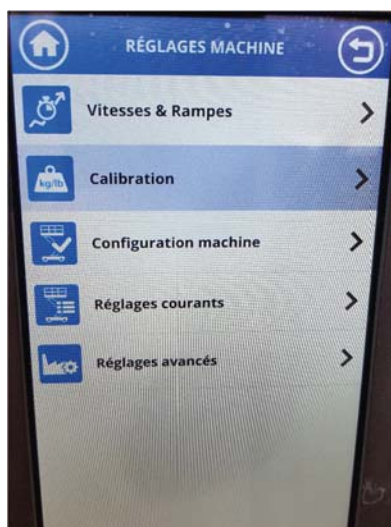 RÉGLAGES MACHINE
Vitesses & Rampes
kg/lb
Calibration
Configuration machine
Réglages courants
Réglages avancés